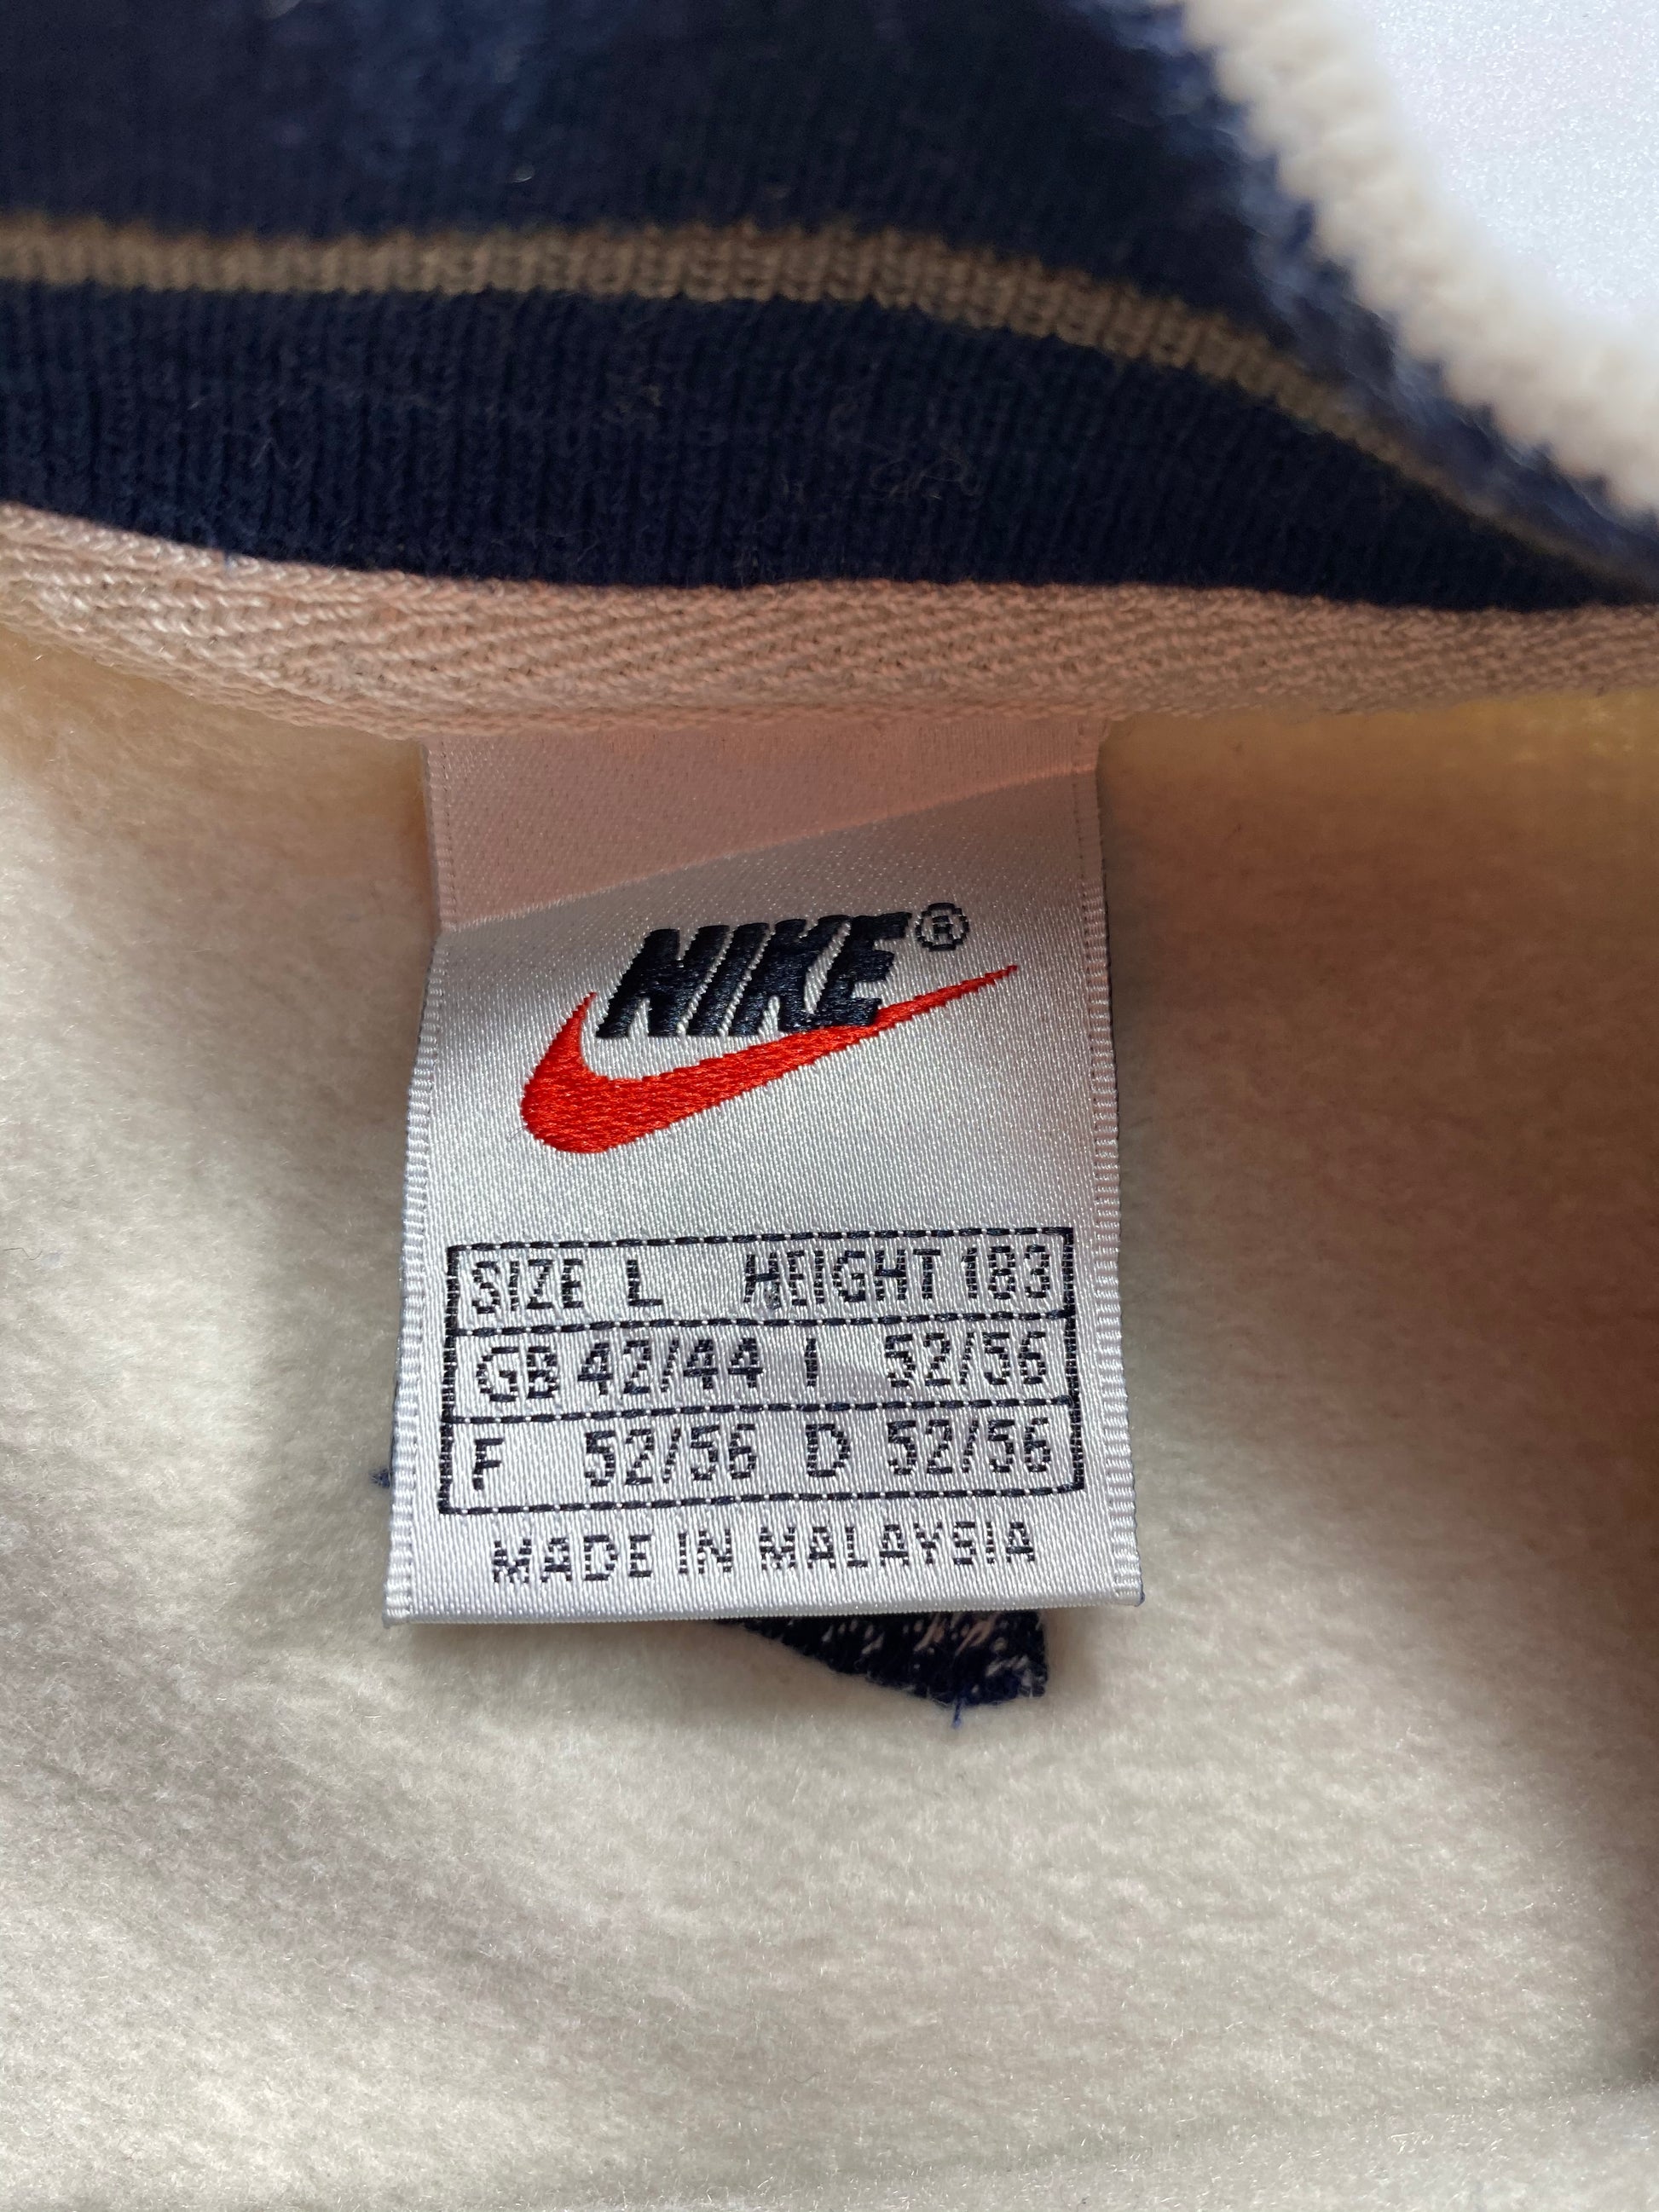 NIKE®
SIZE L HEIGHT 183
GB 42/44 I 52/56
F 52/56 D 52/56
MADE IN MALAYSIA